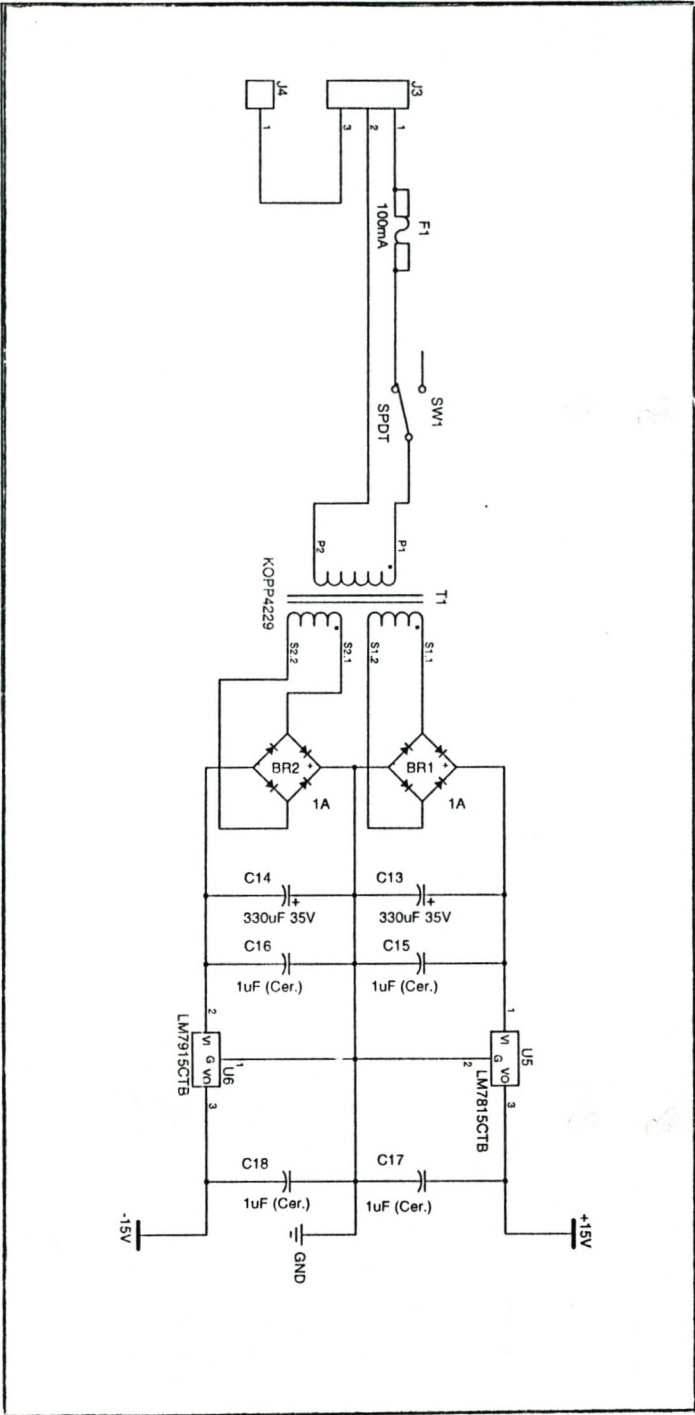 J3
1
2
3
J4
1
F1
100mA
SW1
SPDT
P1
P2
T1
KOPP4229
S1.1
S1.2
S2.1
S2.2
+
BR1
1A
+
-
BR2
1A
C13
+
330uF 35V
C14
+
330uF 35V
C15
1uF (Cer.)
C16
1uF (Cer.)
1
U5
VI
G
VO
2
3
LM7815CTB
2
U6
VI
G
VO
1
3
LM7915CTB
C17
1uF (Cer.)
C18
1uF (Cer.)
+15V
GND
-15V